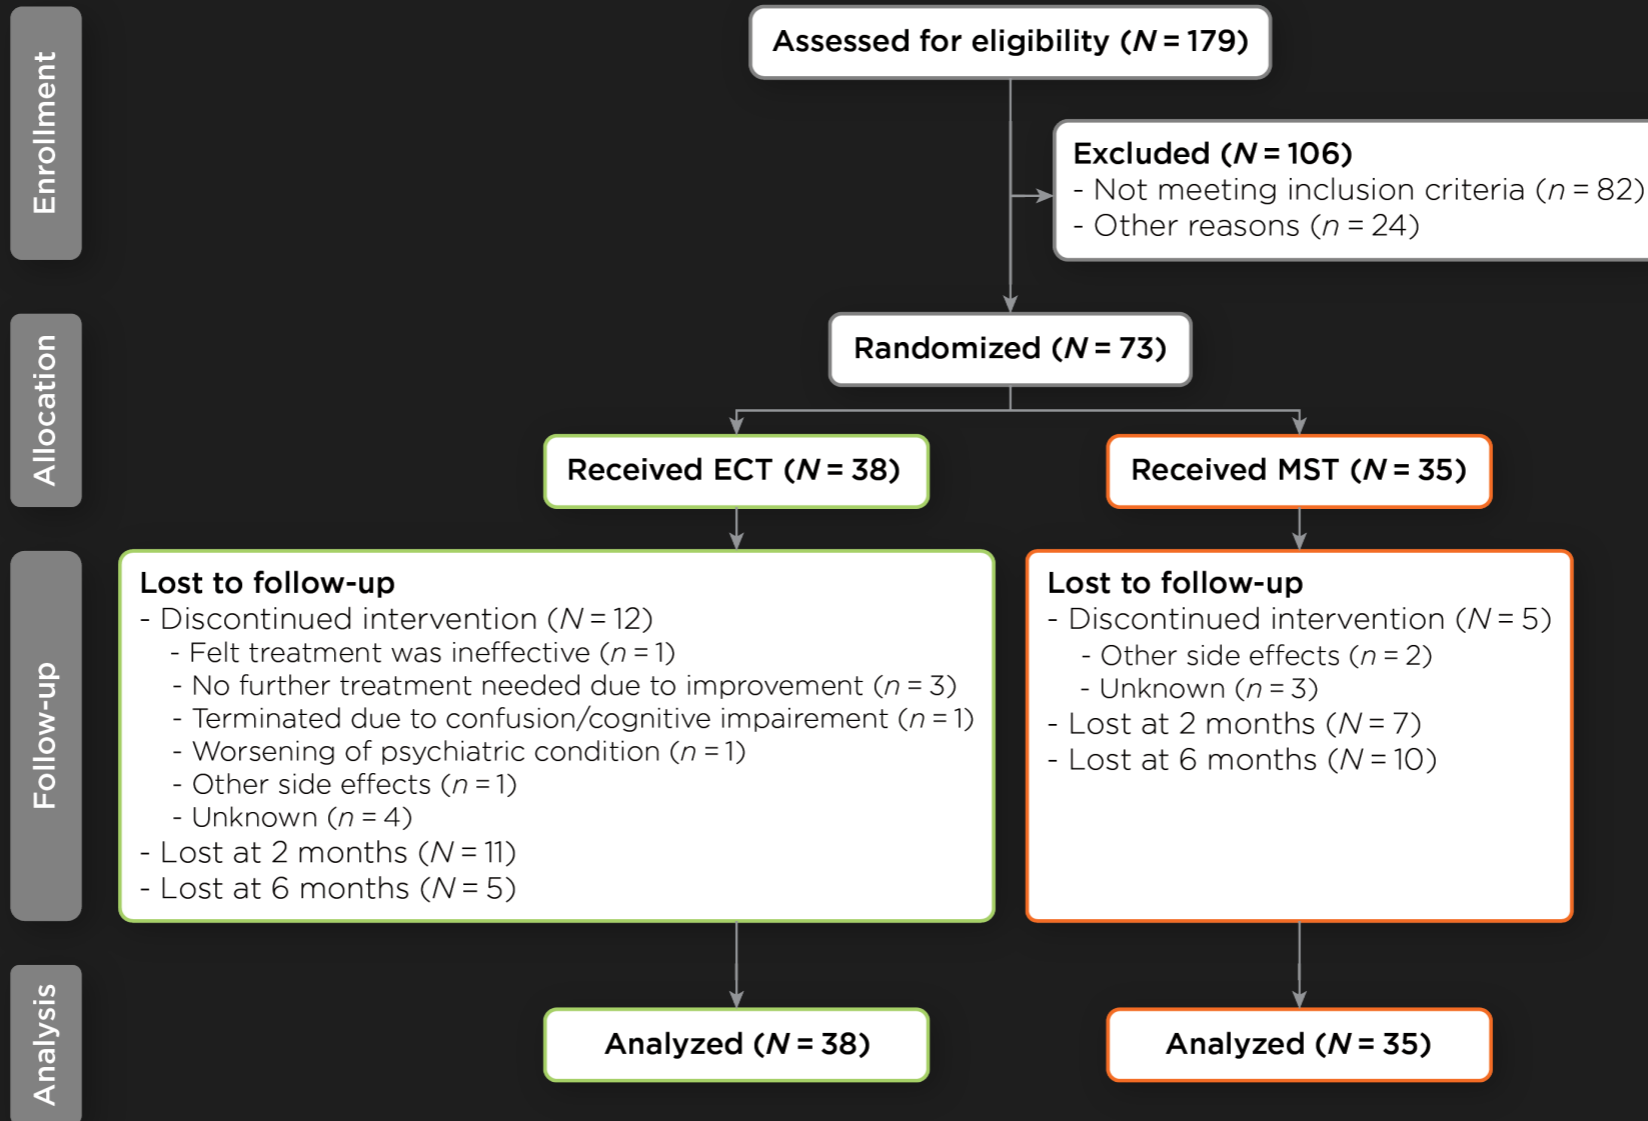 Enrollment
Assessed for eligibility (N = 179)
Excluded (N = 106)
- Not meeting inclusion criteria (n = 82)
- Other reasons (n = 24)
Allocation
Randomized (N = 73)
Received ECT (N = 38)
Received MST (N = 35)
Follow-up
Lost to follow-up
- Discontinued intervention (N = 12)
- Felt treatment was ineffective (n = 1)
- No further treatment needed due to improvement (n = 3)
- Terminated due to confusion/cognitive impairement (n = 1)
- Worsening of psychiatric condition (n = 1)
- Other side effects (n = 1)
- Unknown (n = 4)
- Lost at 2 months (N = 11)
- Lost at 6 months (N = 5)
Lost to follow-up
- Discontinued intervention (N = 5)
- Other side effects (n = 2)
- Unknown (n = 3)
- Lost at 2 months (N = 7)
- Lost at 6 months (N = 10)
Analysis
Analyzed (N = 38)
Analyzed (N = 35)